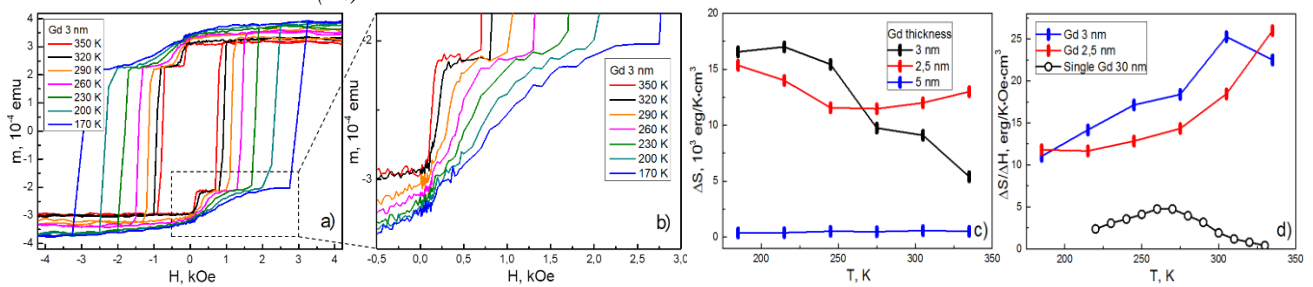 Gd 3 nm
350 K
320 K
290 K
260 K
230 K
200 K
170 K
m, 10⁻⁴ emu
4
3
2
1
0
-1
-2
-3
-4
-4 -3 -2 -1 0 1 2 3 4
H, kOe
a)
Gd 3 nm
350 K
320 K
290 K
260 K
230 K
200 K
170 K
m, 10⁻⁴ emu
-2
-3
-0,5 0,0 0,5 1,0 1,5 2,0 2,5 3,0
H, kOe
b)
Gd thickness
3 nm
2,5 nm
5 nm
ΔS, 10³ erg/K·cm³
20
15
10
5
0
200 250 300 350
T, K
c)
Gd 3 nm
Gd 2,5 nm
Single Gd 30 nm
ΔS/ΔH, erg/K·Oe·cm³
25
20
15
10
5
0
200 250 300 350
T, K
d)